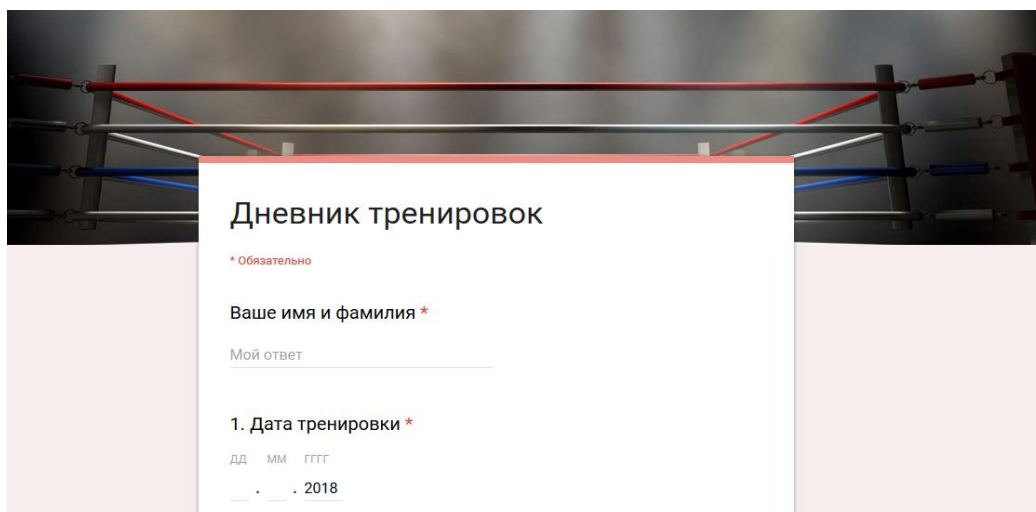 Дневник тренировок
* Обязательно
Ваше имя и фамилия *
Мой ответ
1. Дата тренировки *
ДД ММ ГГГГ
. . 2018